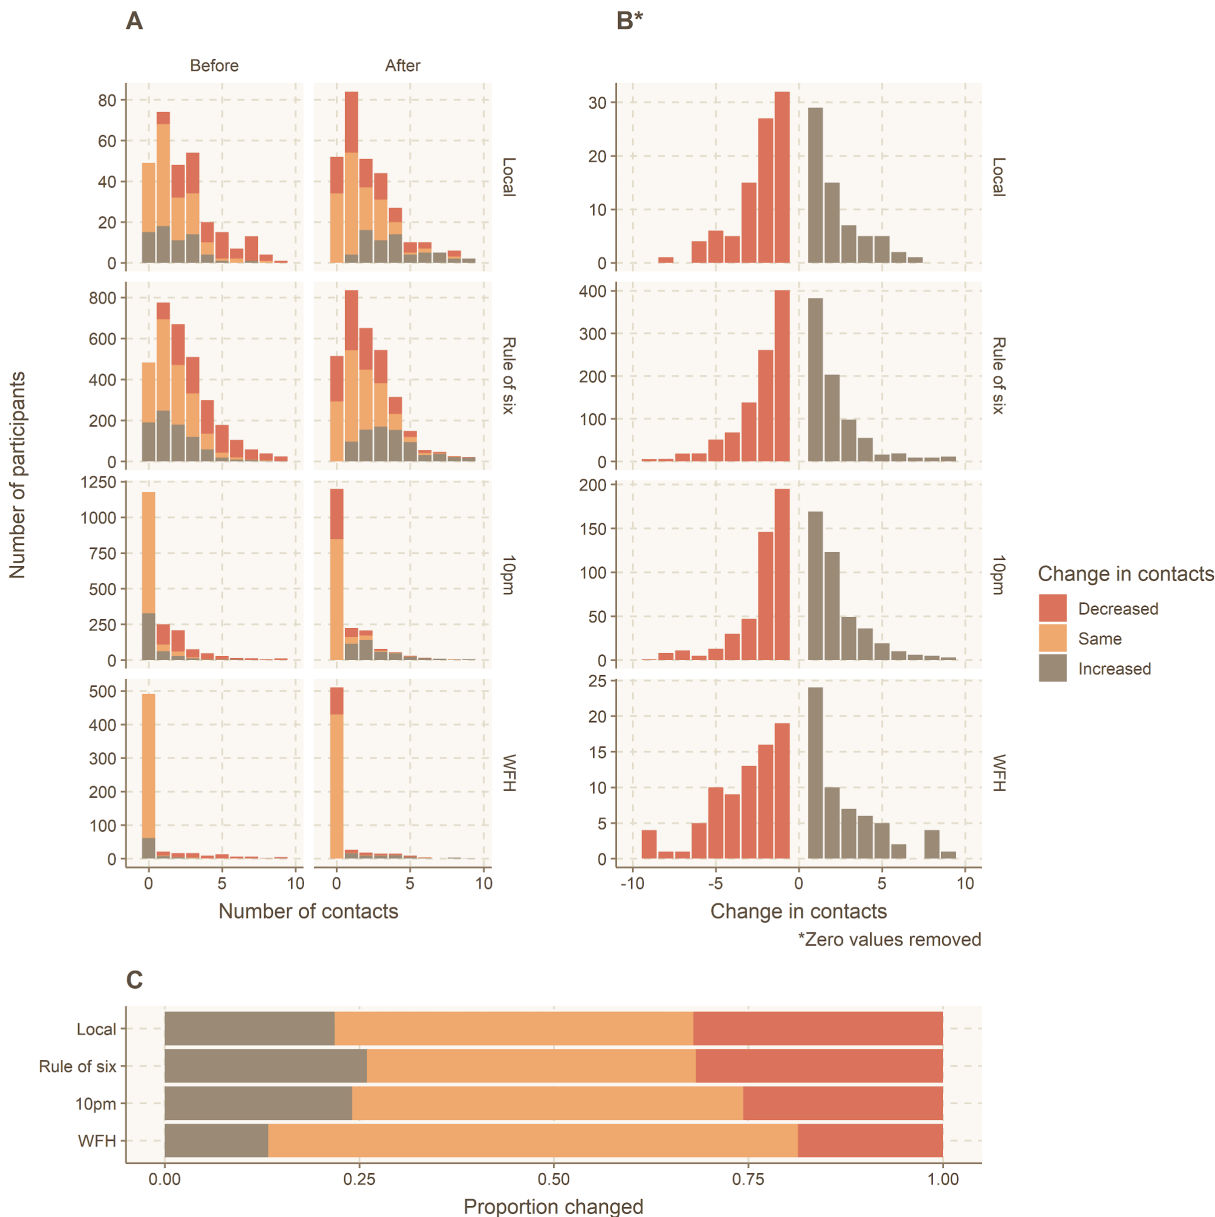 A
B*
Before
After
80
60
40
20
0
Local
30
20
10
0
Local
800
600
400
200
0
Rule of six
400
300
200
100
0
Rule of six
1250
1000
750
500
250
0
10pm
200
150
100
50
0
10pm
500
400
300
200
100
0
WFH
25
20
15
10
5
0
WFH
Number of participants
0
5
10
0
5
10
-10
-5
0
5
10
Number of contacts
Change in contacts
*Zero values removed
Change in contacts
Decreased
Same
Increased
C
Local
Rule of six
10pm
WFH
0.00
0.25
0.50
0.75
1.00
Proportion changed